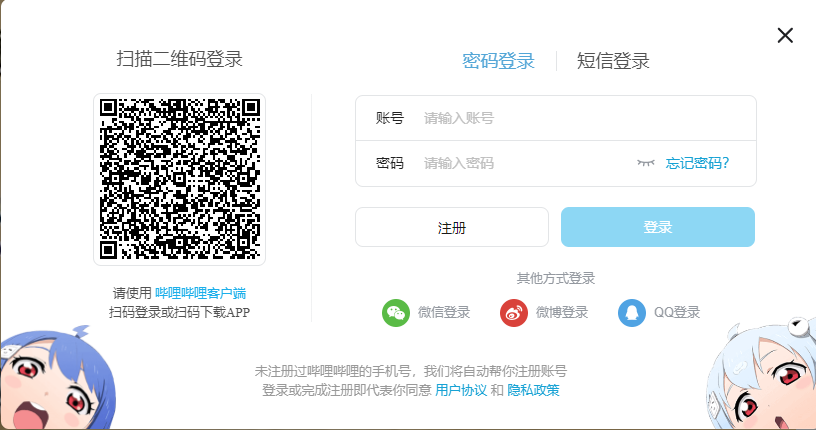 扫描二维码登录
请使用 哔哩哔哩客户端
扫码登录或扫码下载APP
密码登录 短信登录
账号 请输入账号
密码 请输入密码 忘记密码?
注册 登录
其他方式登录
微信登录 微博登录 QQ登录
未注册过哔哩哔哩的手机号，我们将自动帮你注册账号
登录或完成注册即代表你同意 用户协议 和 隐私政策